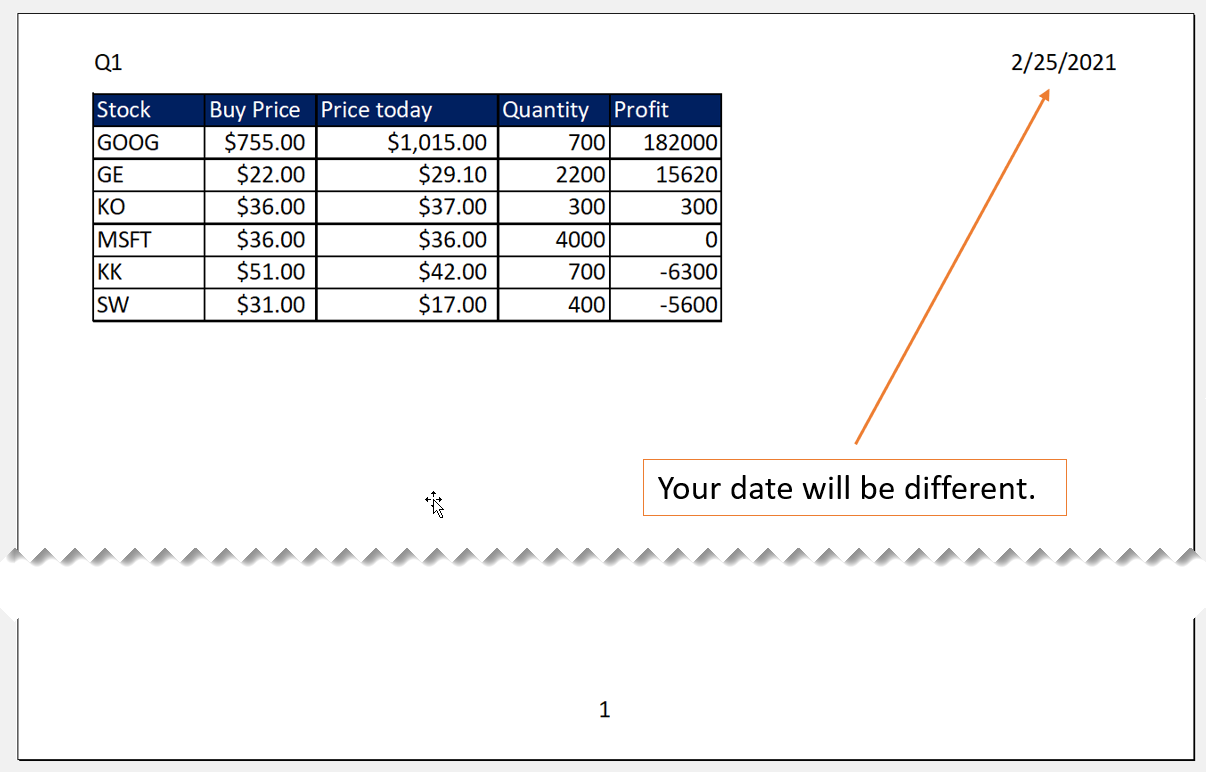 Q1 2/25/2021
Stock Buy Price Price today Quantity Profit
GOOG $755.00 $1,015.00 700 182000
GE $22.00 $29.10 2200 15620
KO $36.00 $37.00 300 300
MSFT $36.00 $36.00 4000 0
KK $51.00 $42.00 700 -6300
SW $31.00 $17.00 400 -5600
Your date will be different.
1